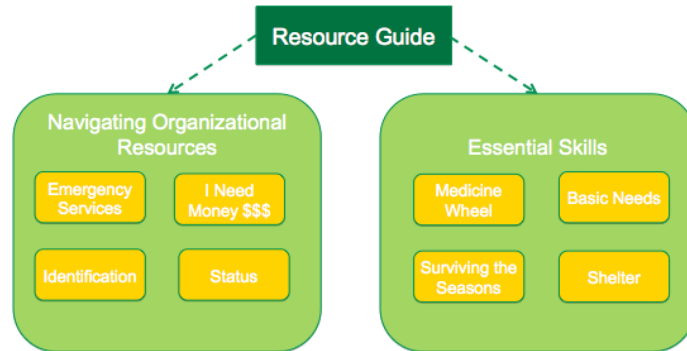 Resource Guide
Navigating Organizational
Resources
Emergency
Services
I Need
Money $$$
Identification
Status
Essential Skills
Medicine
Wheel
Basic Needs
Surviving the
Seasons
Shelter